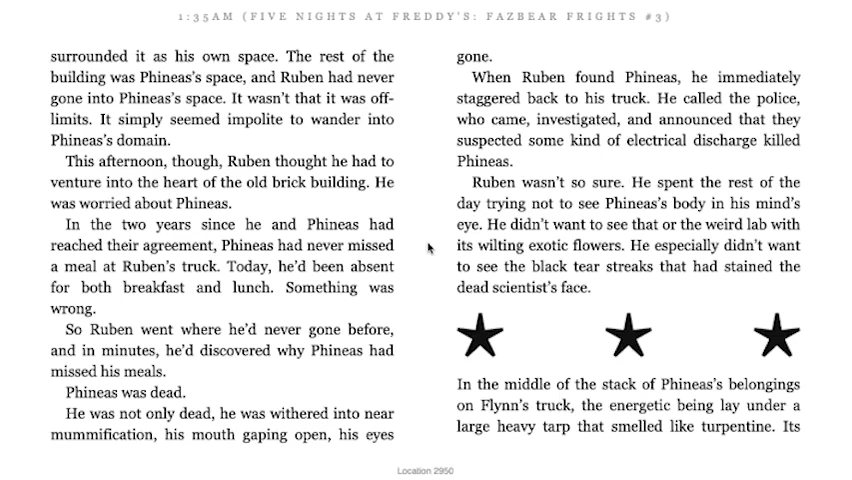 1:35AM (FIVE NIGHTS AT FREDDY'S: FAZBEAR FRIGHTS #3)
surrounded it as his own space. The rest of the
building was Phineas's space, and Ruben had never
gone into Phineas's space. It wasn't that it was off-
limits. It simply seemed impolite to wander into
Phineas's domain.
This afternoon, though, Ruben thought he had to
venture into the heart of the old brick building. He
was worried about Phineas.
In the two years since he and Phineas had
reached their agreement, Phineas had never missed
a meal at Ruben's truck. Today, he'd been absent
for both breakfast and lunch. Something was
wrong.
So Ruben went where he'd never gone before,
and in minutes, he'd discovered why Phineas had
missed his meals.
Phineas was dead.
He was not only dead, he was withered into near
mummification, his mouth gaping open, his eyes
gone.
When Ruben found Phineas, he immediately
staggered back to his truck. He called the police,
who came, investigated, and announced that they
suspected some kind of electrical discharge killed
Phineas.
Ruben wasn't so sure. He spent the rest of the
day trying not to see Phineas's body in his mind's
eye. He didn't want to see that or the weird lab with
its wilting exotic flowers. He especially didn't want
to see the black tear streaks that had stained the
dead scientist's face.
In the middle of the stack of Phineas's belongings
on Flynn's truck, the energetic being lay under a
large heavy tarp that smelled like turpentine. Its
Location 2950